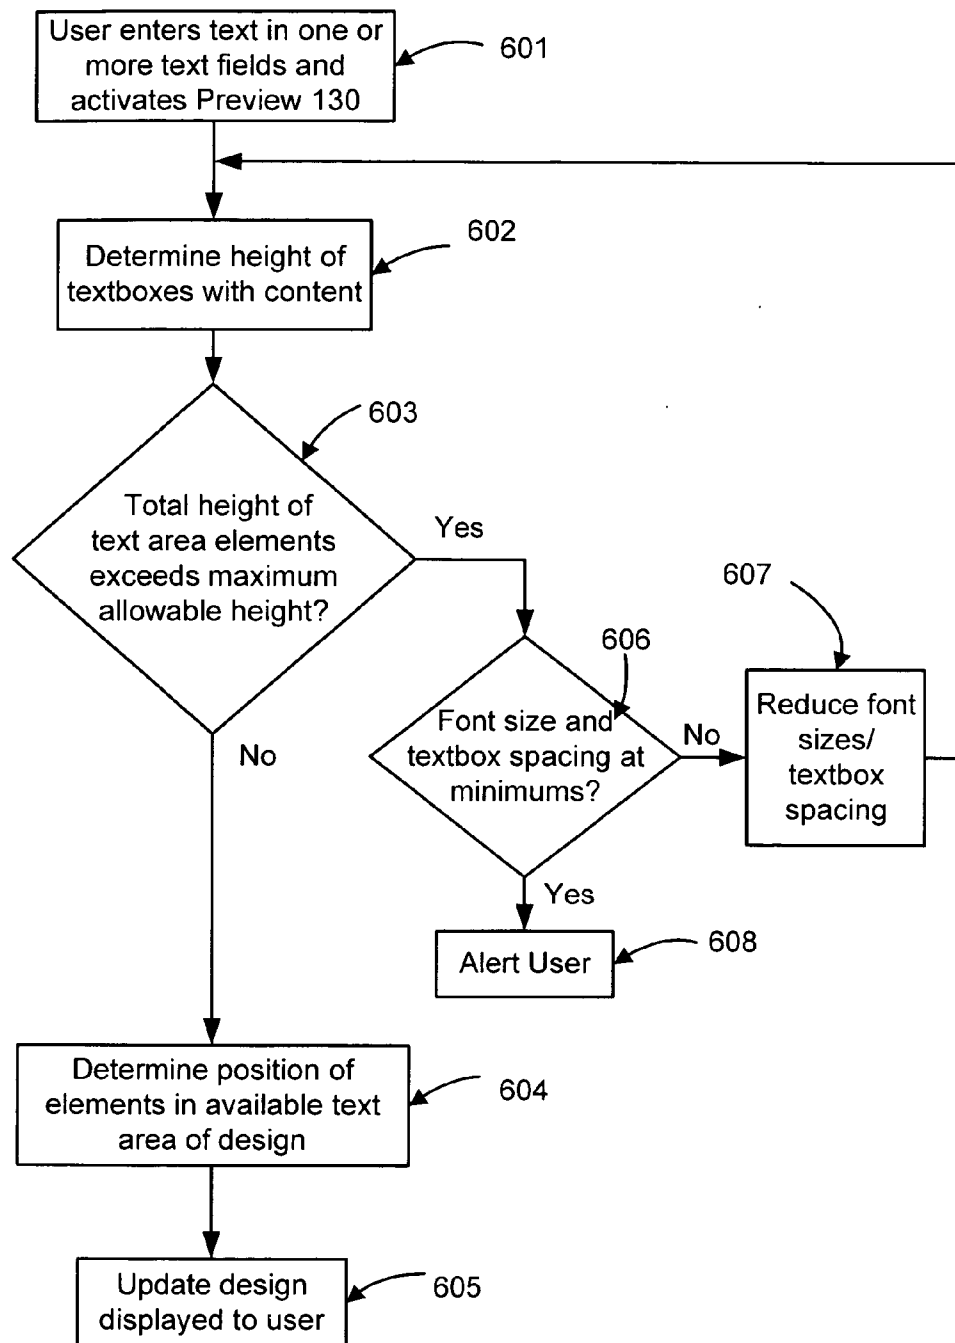 User enters text in one or
more text fields and
activates Preview 130
601
Determine height of
textboxes with content
602
603
Total height of
text area elements
exceeds maximum
allowable height?
Yes
No
606
Font size and
textbox spacing at
minimums?
No
Yes
607
Reduce font
sizes/
textbox
spacing
Alert User
608
Determine position of
elements in available text
area of design
604
Update design
displayed to user
605